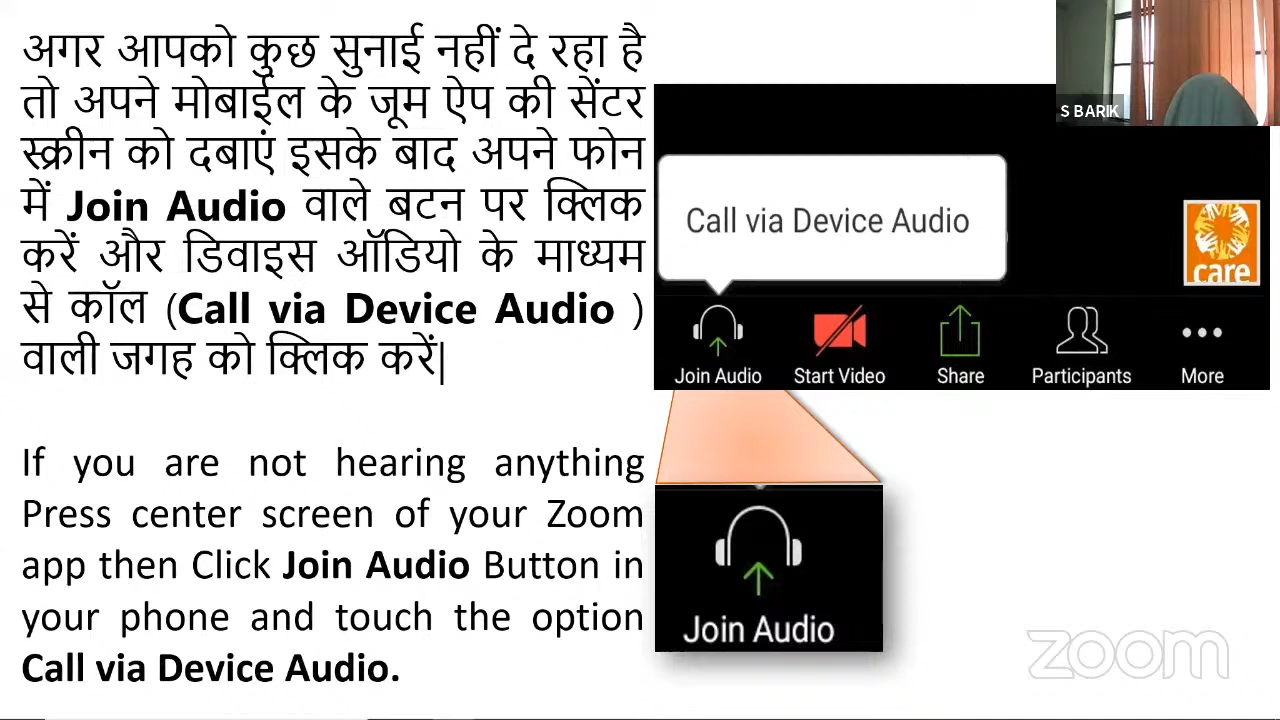 अगर आपको कुछ सुनाई नहीं दे रहा है
तो अपने मोबाईल के जूम ऐप की सेंटर
स्क्रीन को दबाएं इसके बाद अपने फोन
में Join Audio वाले बटन पर क्लिक
करें और डिवाइस ऑडियो के माध्यम
से कॉल (Call via Device Audio )
वाली जगह को क्लिक करें|
If you are not hearing anything
Press center screen of your Zoom
app then Click Join Audio Button in
your phone and touch the option
Call via Device Audio.
S BARIK
Call via Device Audio
care
Join Audio
Start Video
Share
Participants
More
Join Audio
zoom